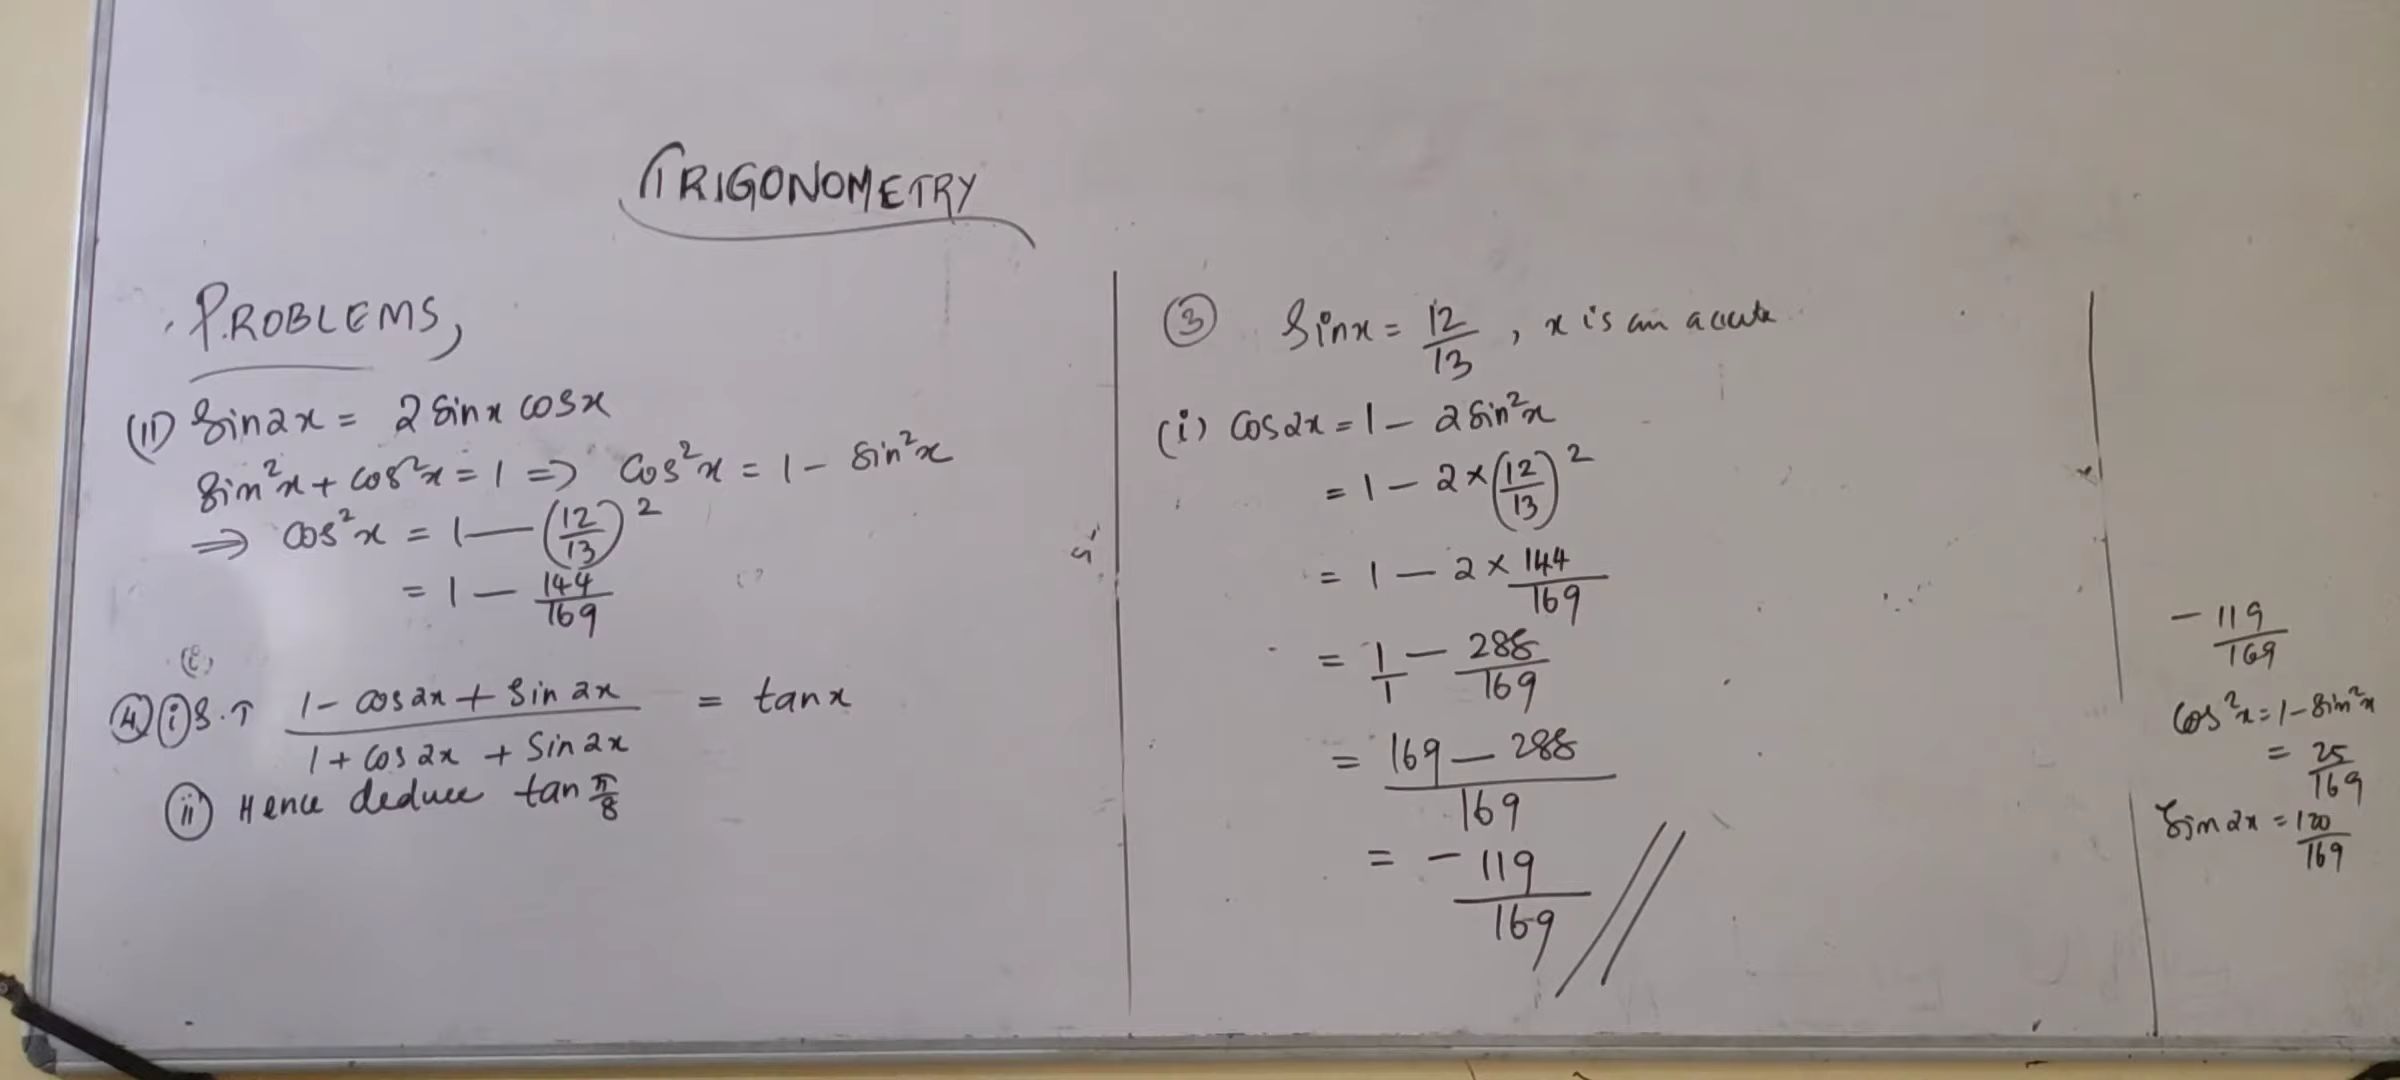 TRIGONOMETRY
PROBLEMS,
(ii) Sin2x = 2 Sinx cosx
Sin²x + cos²x = 1 => Cos²x = 1 - Sin²x
=> cos²x = 1 - (12/13)²
= 1 - 144/169
(i)
④ ⓘ S.T (1 - cos2x + Sin2x)/(1 + Cos2x + Sin2x) = tanx
ⓘⓘ Hence deduce tan π/8
③ Sinx = 12/13, x is an acute
(i) Cos2x = 1 - 2Sin²x
= 1 - 2×(12/13)²
= 1 - 2 × 144/169
= 1/1 - 288/169
= (169 - 288)/169
= -119/169
-119/169
Cos²x = 1 - Sin²x
= 25/169
Sin2x = 120/169